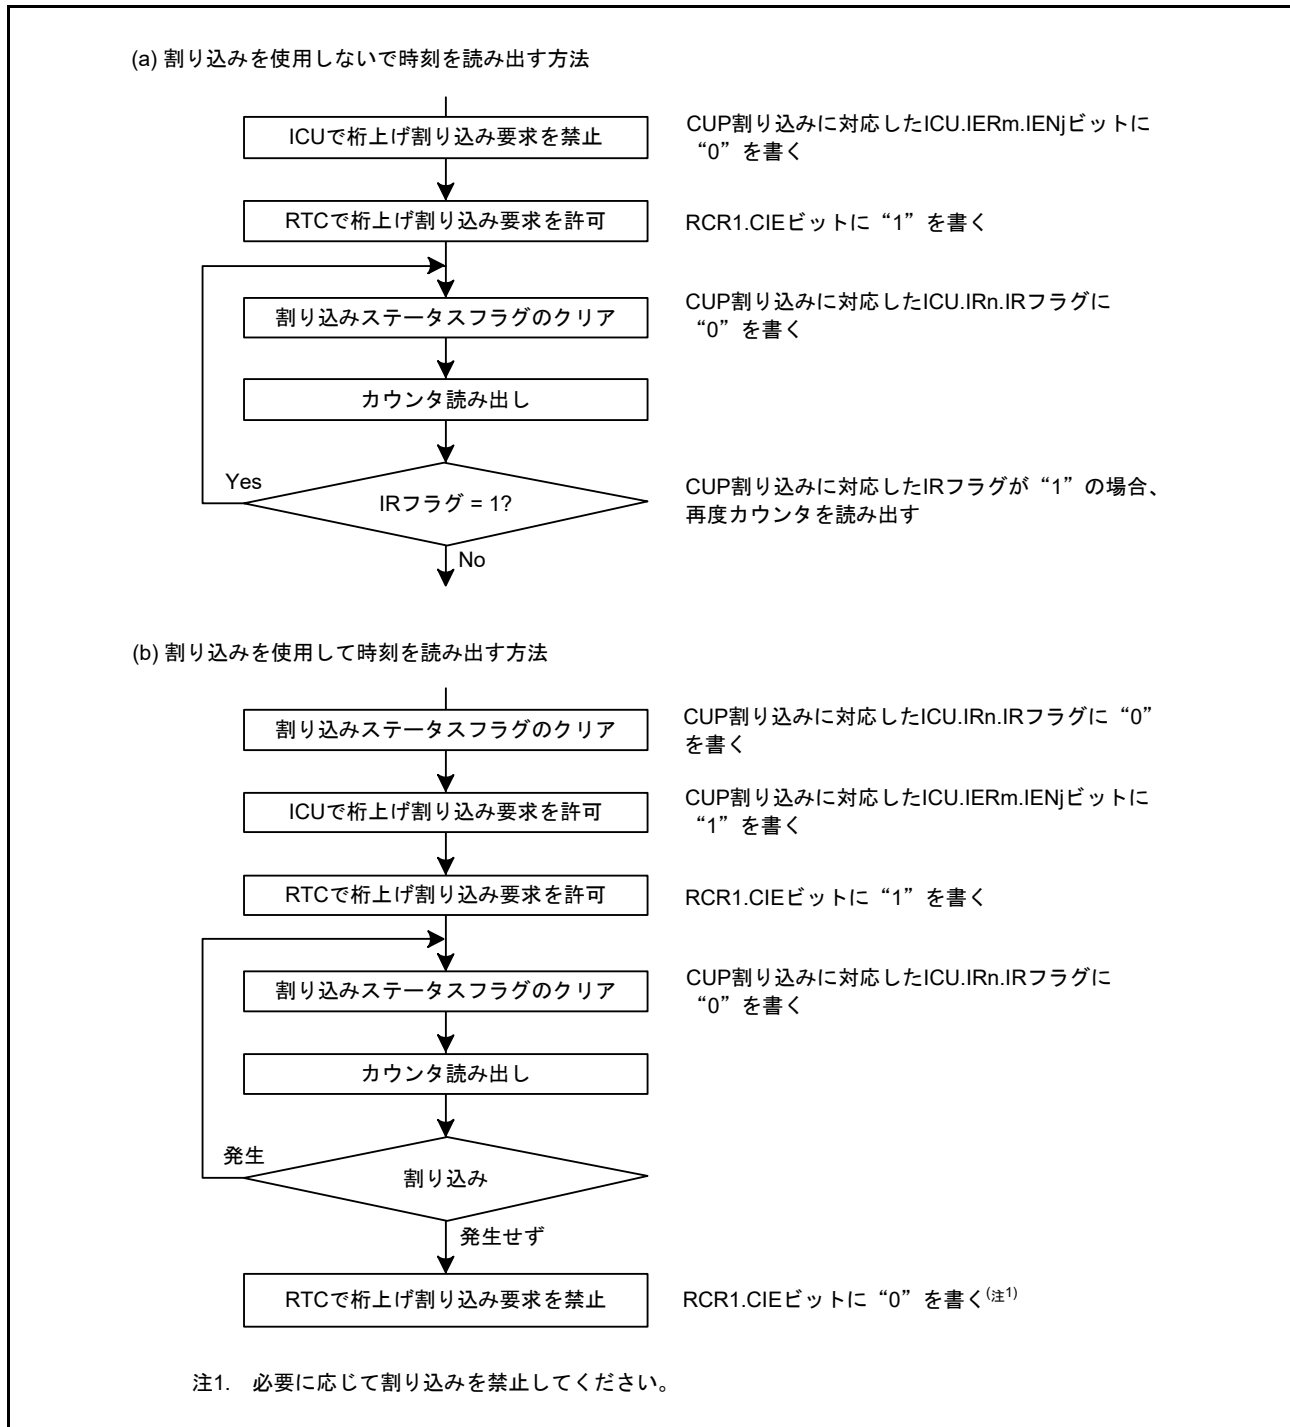 (a) 割り込みを使用しないで時刻を読み出す方法
ICUで桁上げ割り込み要求を禁止
CUP割り込みに対応したICU.IERm.IENjビットに
“0”を書く
RTCで桁上げ割り込み要求を許可
RCR1.CIEビットに“1”を書く
割り込みステータスフラグのクリア
CUP割り込みに対応したICU.IRn.IRフラグに
“0”を書く
カウンタ読み出し
Yes
IRフラグ = 1?
CUP割り込みに対応したIRフラグが“1”の場合、
再度カウンタを読み出す
No
(b) 割り込みを使用して時刻を読み出す方法
割り込みステータスフラグのクリア
CUP割り込みに対応したICU.IRn.IRフラグに“0”
を書く
ICUで桁上げ割り込み要求を許可
CUP割り込みに対応したICU.IERm.IENjビットに
“1”を書く
RTCで桁上げ割り込み要求を許可
RCR1.CIEビットに“1”を書く
割り込みステータスフラグのクリア
CUP割り込みに対応したICU.IRn.IRフラグに
“0”を書く
カウンタ読み出し
発生
割り込み
発生せず
RTCで桁上げ割り込み要求を禁止
RCR1.CIEビットに“0”を書く(注1)
注1. 必要に応じて割り込みを禁止してください。